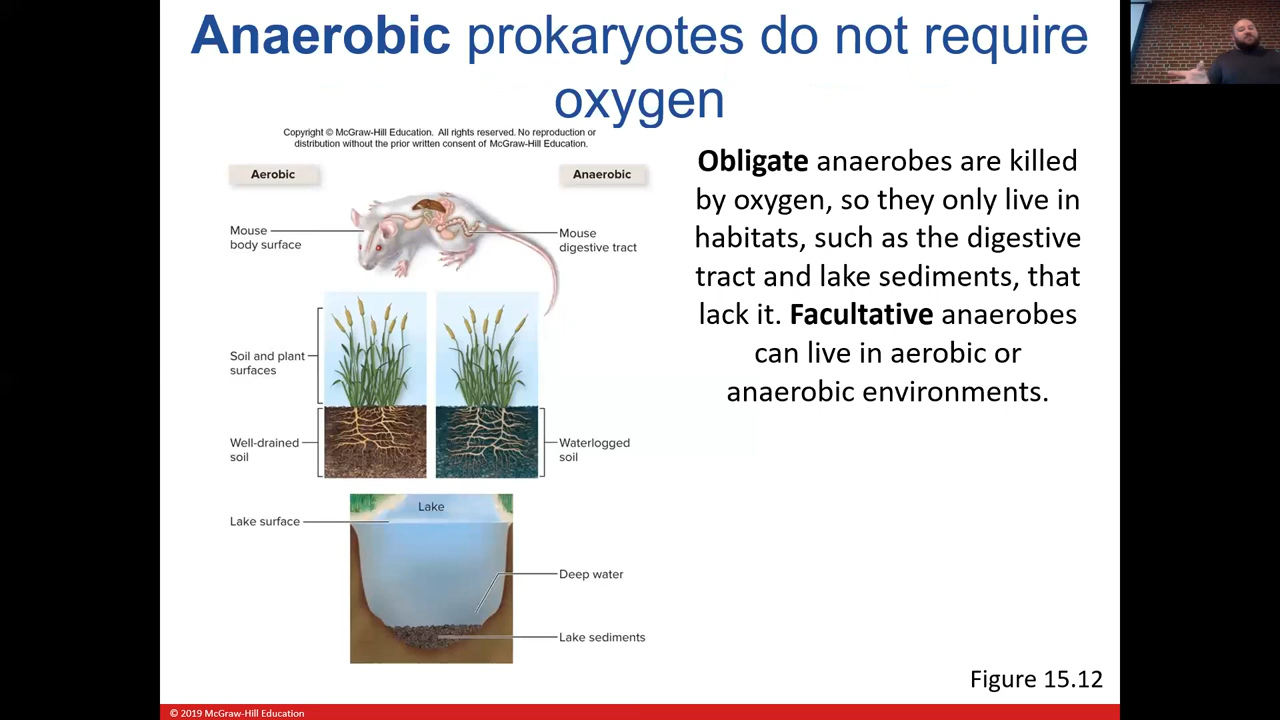 Anaerobic prokaryotes do not require
oxygen
Copyright © McGraw-Hill Education. All rights reserved. No reproduction or
distribution without the prior written consent of McGraw-Hill Education.
Aerobic
Anaerobic
Mouse
body surface
Mouse
digestive tract
Soil and plant
surfaces
Well-drained
soil
Waterlogged
soil
Lake
Lake surface
Deep water
Lake sediments
Obligate anaerobes are killed
by oxygen, so they only live in
habitats, such as the digestive
tract and lake sediments, that
lack it. Facultative anaerobes
can live in aerobic or
anaerobic environments.
Figure 15.12
© 2019 McGraw-Hill Education